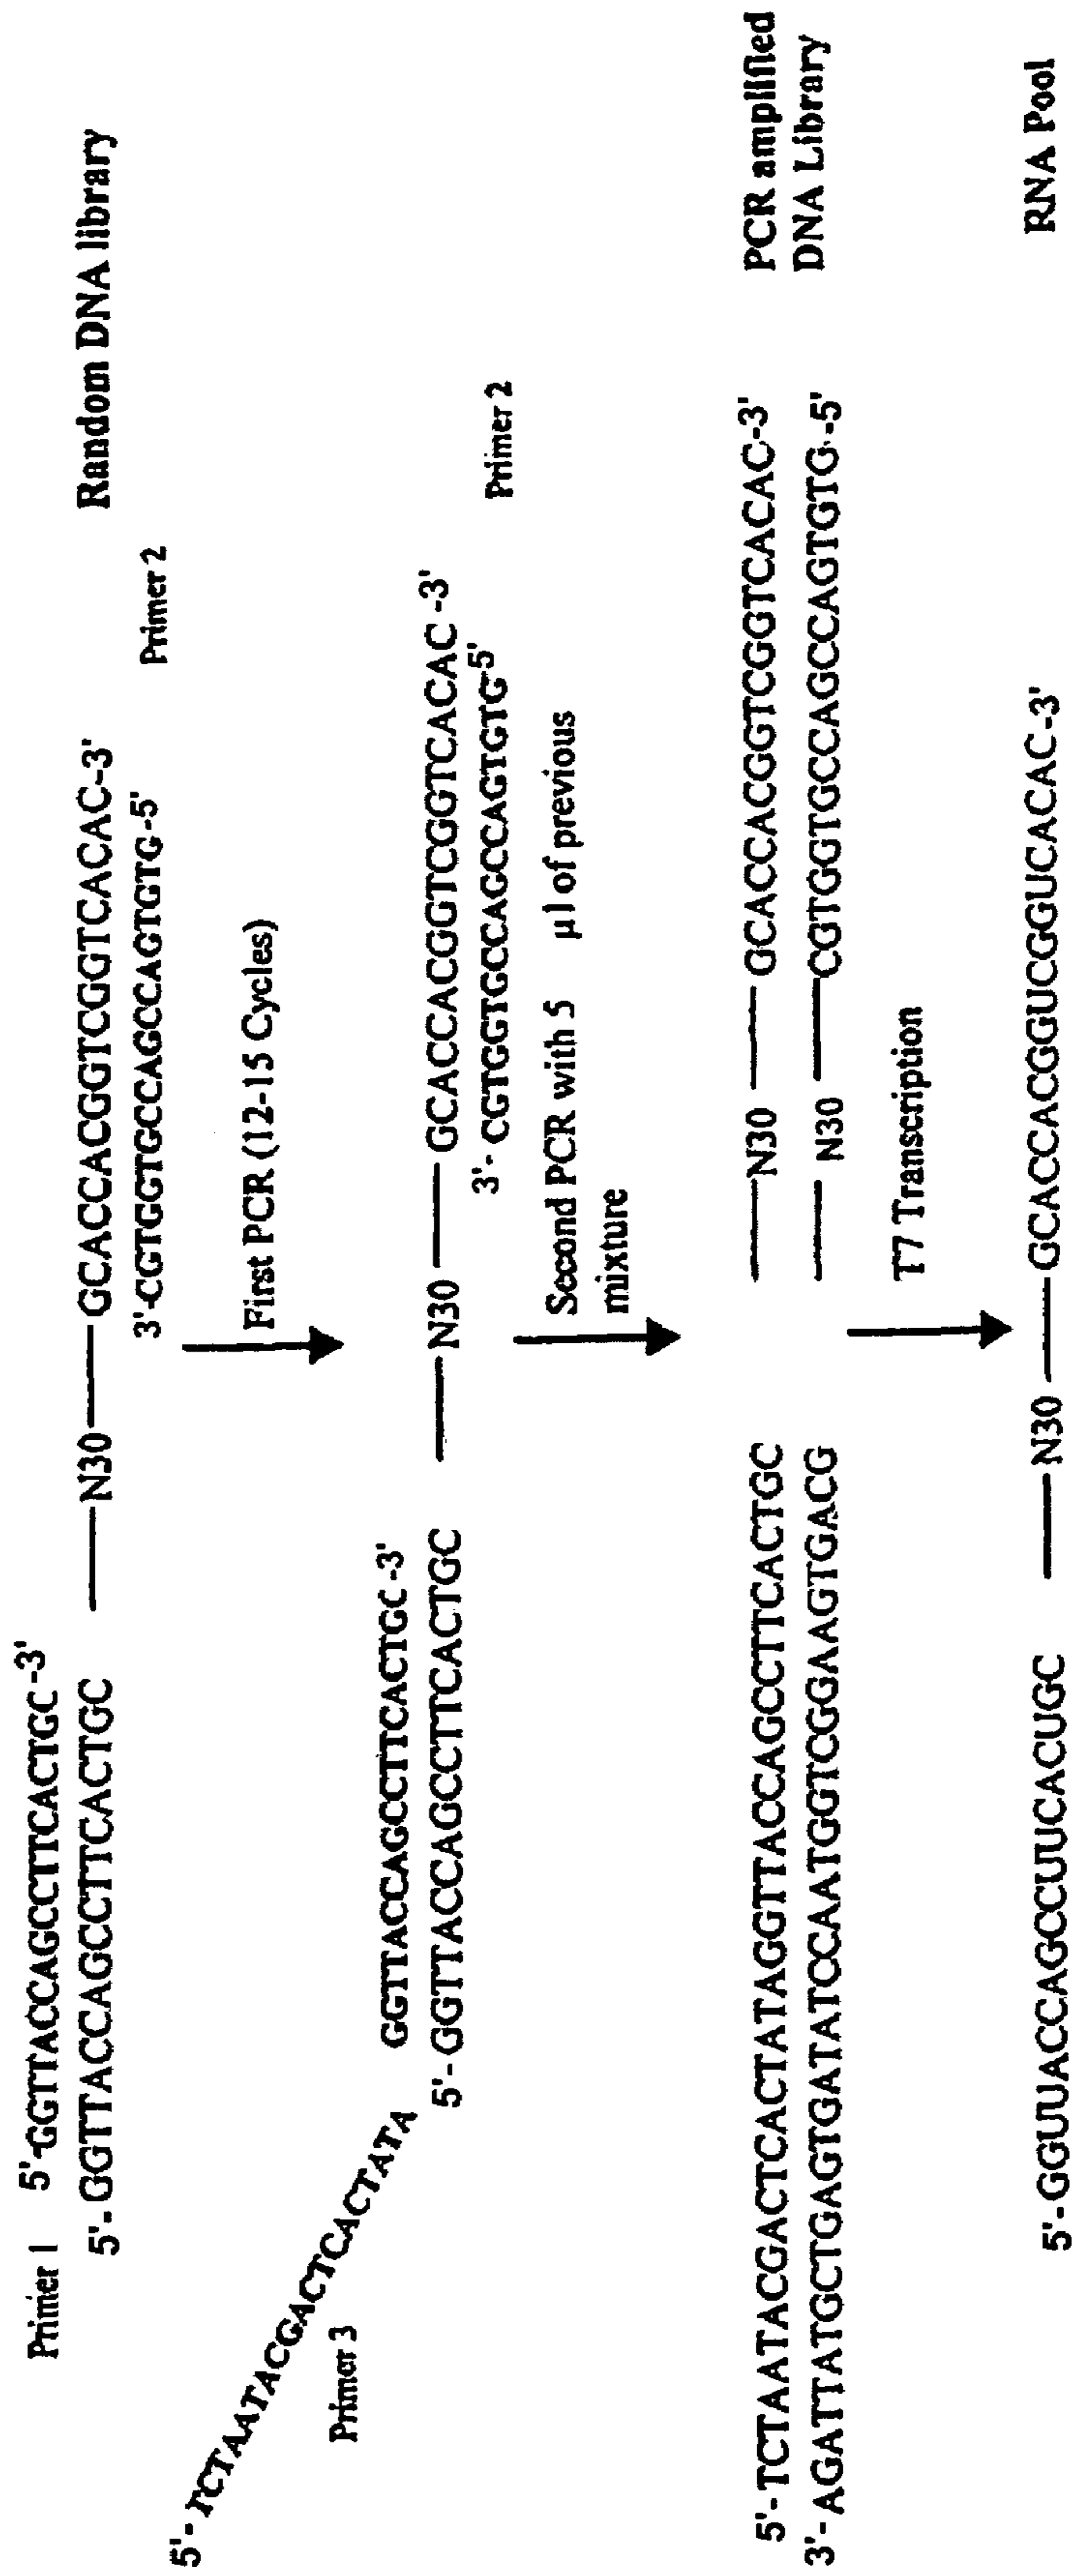 Primer 1 5'-GGTTACCAGCCTTCACTGC-3'
5'-GGTTACCAGCCTTCACTGC —N30— GCACCACGGTCGGTCACAC-3' Random DNA library
3'-CGTGGTGCCAGCCAGTGTG-5' Primer 2
First PCR (12-15 Cycles)
5'-TCTAATACGACTCACTATA GGTTACCAGCCTTCACTGC-3'
Primer 3
5'-GGTTACCAGCCTTCACTGC —N30— GCACCACGGTCGGTCACAC-3'
3'-CGTGGTGCCAGCCAGTGTG-5' Primer 2
Second PCR with 5 µl of previous
mixture
5'-TCTAATACGACTCACTATAGGTTACCAGCCTTCACTGC —N30— GCACCACGGTCGGTCACAC-3' PCR amplified
3'-AGATTATGCTGAGTGATATCCAATGGTCGGAAGTGACG —N30—CGTGGTGCCAGCCAGTGTG-5' DNA Library
T7 Transcription
5'-GGUUACCAGCCUUCACUGC —N30—GCACCACGGUCGGUCACAC-3' RNA Pool